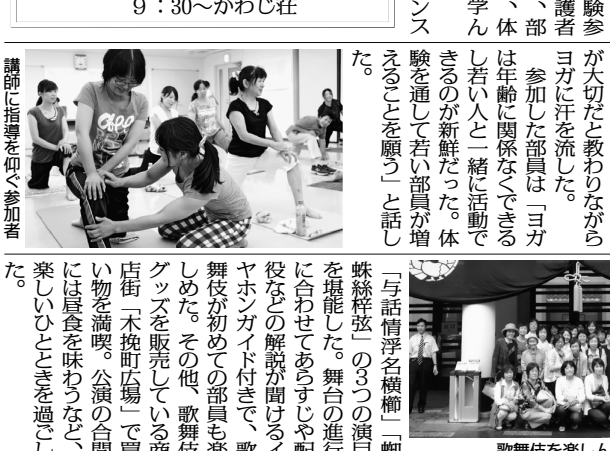 9：30～かわじ荘
験参
護者
、部
、体
学ん
ンス
が大切だと教わりながら
ヨガに汗を流した。
　参加した部員は「ヨガ
は年齢に関係なくできる
し若い人と一緒に活動で
きるのが新鮮だった。体
験を通して若い部員が増
えることを願う」と話し
た。
講師に指導を仰ぐ参加者
歌舞伎を楽しん
「与話情浮名横櫛」「蜘
蛛絲梓弦」の3つの演目
を堪能した。舞台の進行
に合わせてあらすじや配
役などの解説が聞けるイ
ヤホンガイド付きで、歌
舞伎が初めての部員も楽
しめた。その他、歌舞伎
グッズを販売している商
店街「木挽町広場」で買
い物を満喫。公演の合間
には昼食を味わうなど、
楽しいひとときを過ごし
た。